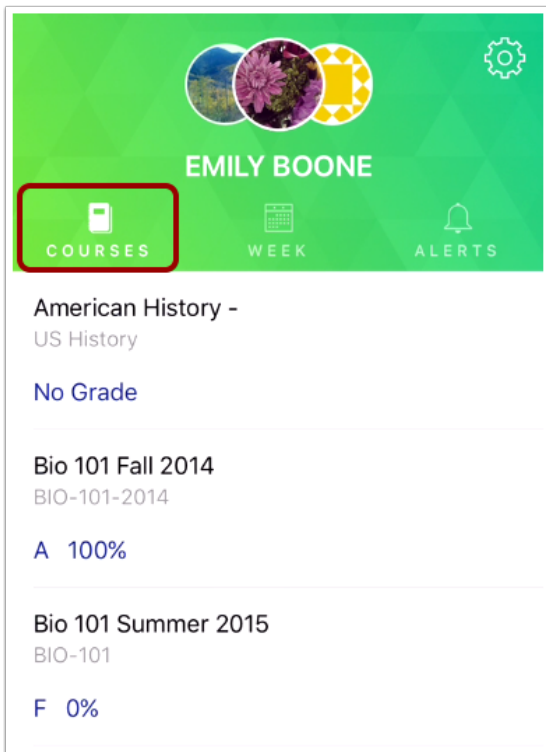 EMILY BOONE
COURSES WEEK ALERTS
American History -
US History
No Grade
Bio 101 Fall 2014
BIO-101-2014
A 100%
Bio 101 Summer 2015
BIO-101
F 0%